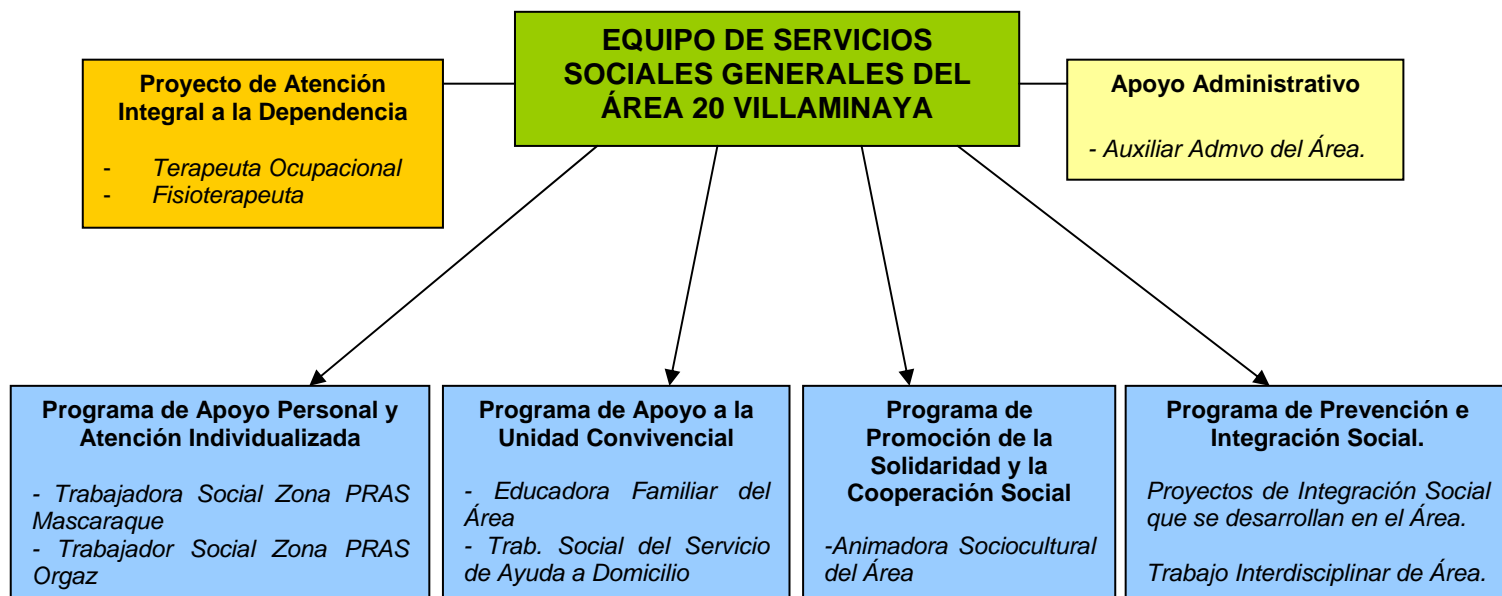 EQUIPO DE SERVICIOS
SOCIALES GENERALES DEL
ÁREA 20 VILLAMINAYA
Proyecto de Atención
Integral a la Dependencia
- Terapeuta Ocupacional
- Fisioterapeuta
Apoyo Administrativo
- Auxiliar Admvo del Área.
Programa de Apoyo Personal y
Atención Individualizada
- Trabajadora Social Zona PRAS
Mascaraque
- Trabajador Social Zona PRAS
Orgaz
Programa de Apoyo a la
Unidad Convivencial
- Educadora Familiar del
Área
- Trab. Social del Servicio
de Ayuda a Domicilio
Programa de
Promoción de la
Solidaridad y la
Cooperación Social
-Animadora Sociocultural
del Área
Programa de Prevención e
Integración Social.
Proyectos de Integración Social
que se desarrollan en el Área.
Trabajo Interdisciplinar de Área.